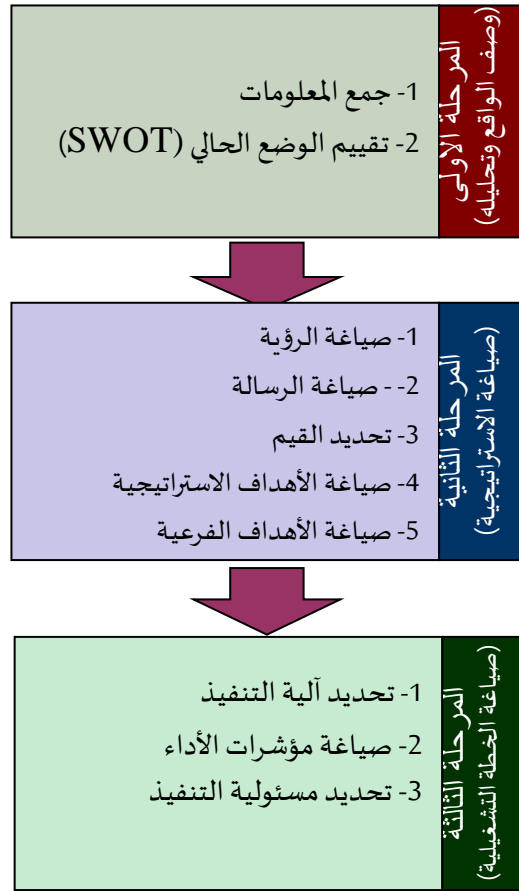 المرحلة الاولى
(وصف الواقع وتحليله)
1- جمع المعلومات
2- تقييم الوضع الحالي (SWOT)
المرحلة الثانية
(صياغة الاستراتيجية)
1- صياغة الرؤية
2- - صياغة الرسالة
3- تحديد القيم
4- صياغة الأهداف الاستراتيجية
5- صياغة الأهداف الفرعية
المرحلة الثالثة
(صياغة الخطة التشغيلية)
1- تحديد آلية التنفيذ
2- صياغة مؤشرات الأداء
3- تحديد مسئولية التنفيذ